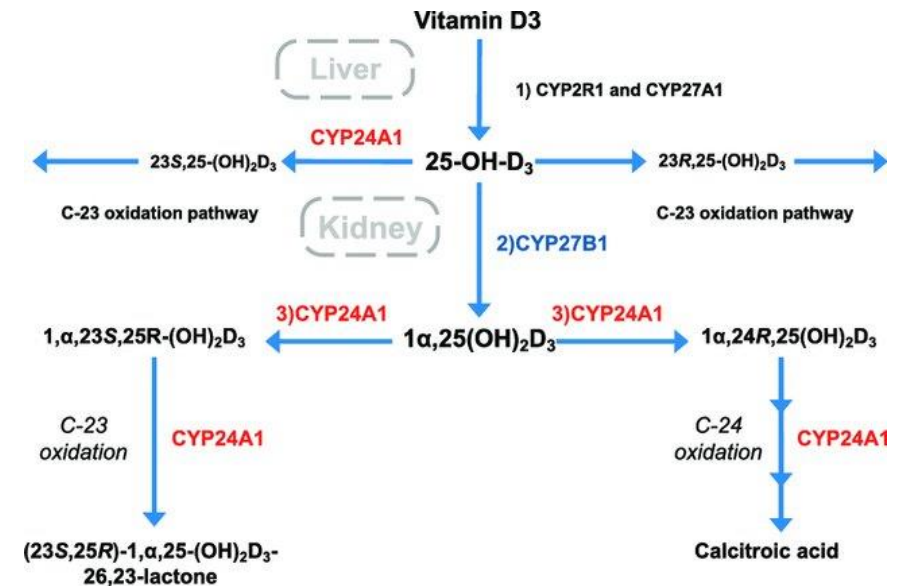 Vitamin D3
Liver
1) CYP2R1 and CYP27A1
CYP24A1
23S,25-(OH)₂D₃
25-OH-D₃
23R,25-(OH)₂D₃
C-23 oxidation pathway
C-23 oxidation pathway
Kidney
2)CYP27B1
3)CYP24A1
3)CYP24A1
1,α,23S,25R-(OH)₂D₃
1α,25(OH)₂D₃
1α,24R,25(OH)₂D₃
C-23
oxidation
CYP24A1
C-24
oxidation
CYP24A1
(23S,25R)-1,α,25-(OH)₂D₃-
26,23-lactone
Calcitroic acid